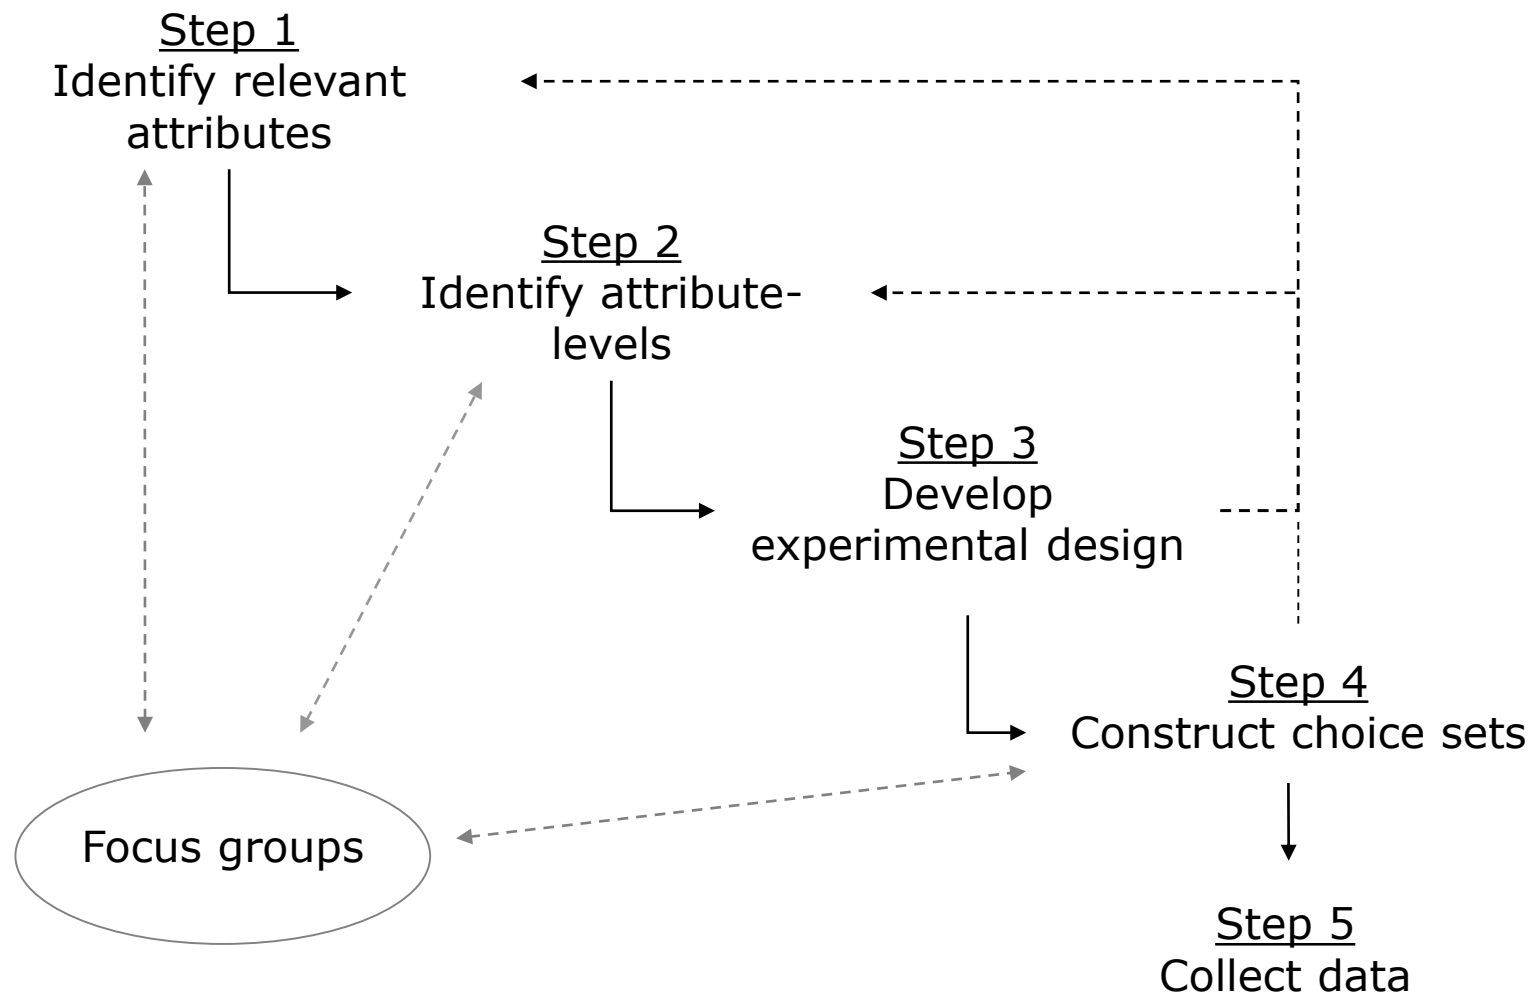 Step 1
Identify relevant
attributes
Step 2
Identify attribute-
levels
Step 3
Develop
experimental design
Step 4
Construct choice sets
Focus groups
Step 5
Collect data